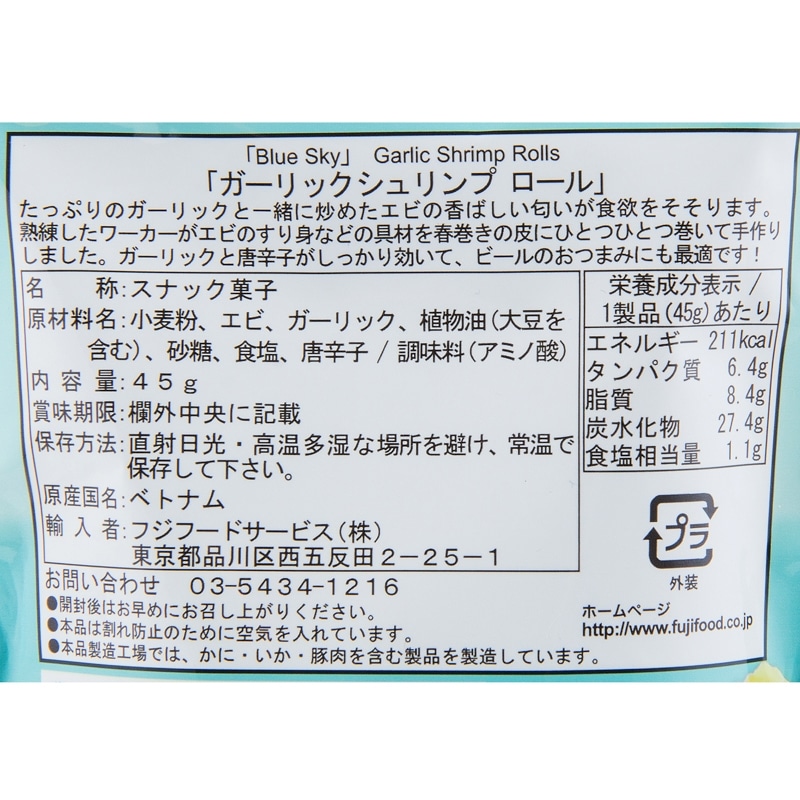 「Blue Sky」 Garlic Shrimp Rolls
「ガーリックシュリンプ ロール」
たっぷりのガーリックと一緒に炒めたエビの香ばしい匂いが食欲をそそります。
熟練したワーカーがエビのすり身などの具材を春巻きの皮にひとつひとつ巻いて手作り
しました。ガーリックと唐辛子がしっかり効いて、ビールのおつまみにも最適です！
名 称:スナック菓子
原材料名:小麦粉、エビ、ガーリック、植物油(大豆を
含む)、砂糖、食塩、唐辛子 / 調味料(アミノ酸)
内 容 量:45g
賞味期限:欄外中央に記載
保存方法:直射日光・高温多湿な場所を避け、常温で
保存して下さい。
原産国名:ベトナム
輸 入 者:フジフードサービス(株)
東京都品川区西五反田2-25-1
お問い合わせ 03-5434-1216
●開封後はお早めにお召し上がりください。
●本品は割れ防止のために空気を入れています。
●本品製造工場では、かに・いか・豚肉を含む製品を製造しています。
栄養成分表示 /
1製品(45g)あたり
エネルギー 211kcal
タンパク質 6.4g
脂質 8.4g
炭水化物 27.4g
食塩相当量 1.1g
プラ
外装
ホームページ
http://www.fujifood.co.jp